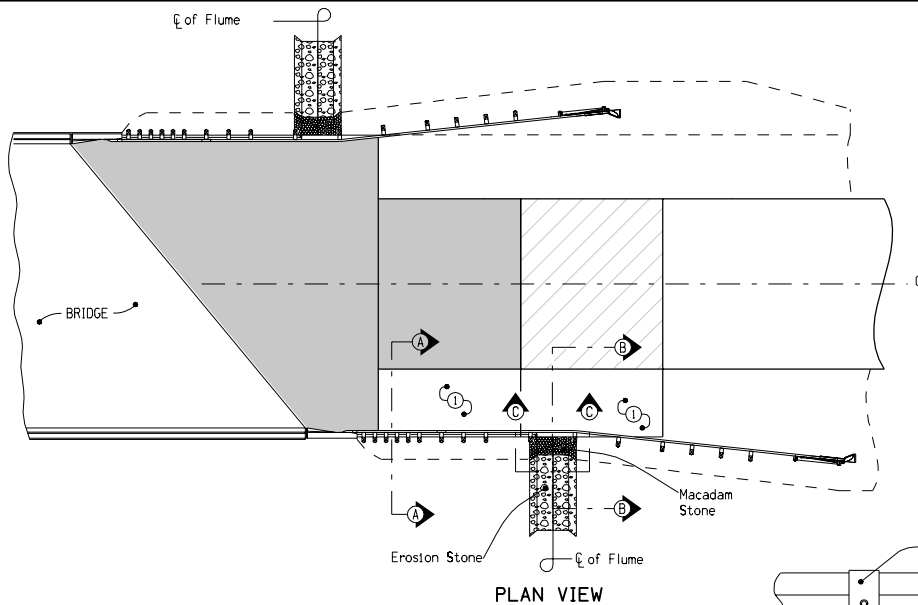 ℄ of Flume
BRIDGE
A
B
1
C
C
1
A
B
Macadam
Stone
Erosion Stone
℄ of Flume
PLAN VIEW